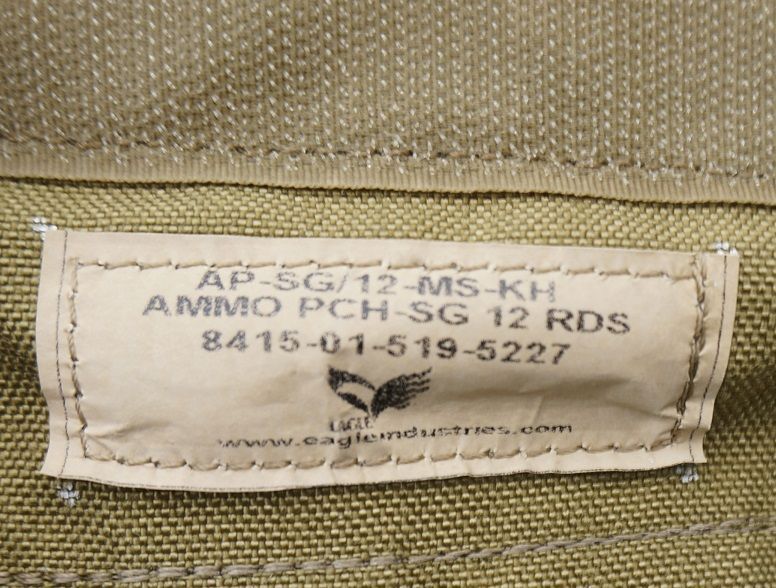 AP-SG/12-MS-KH
AMMO PCH-SG 12 RDS
8415-01-519-5227
EAGLE
www.eagleindustries.com